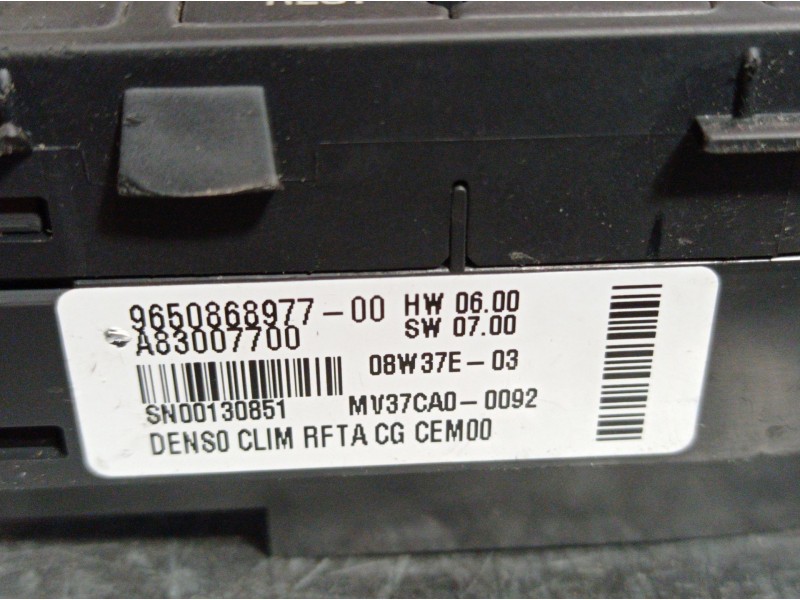 9650868977-00 HW 06.00
A83007700 SW 07.00
08W37E-03
SN00130851 MV37CA0-0092
DENSO CLIM RFTA CG CEM00